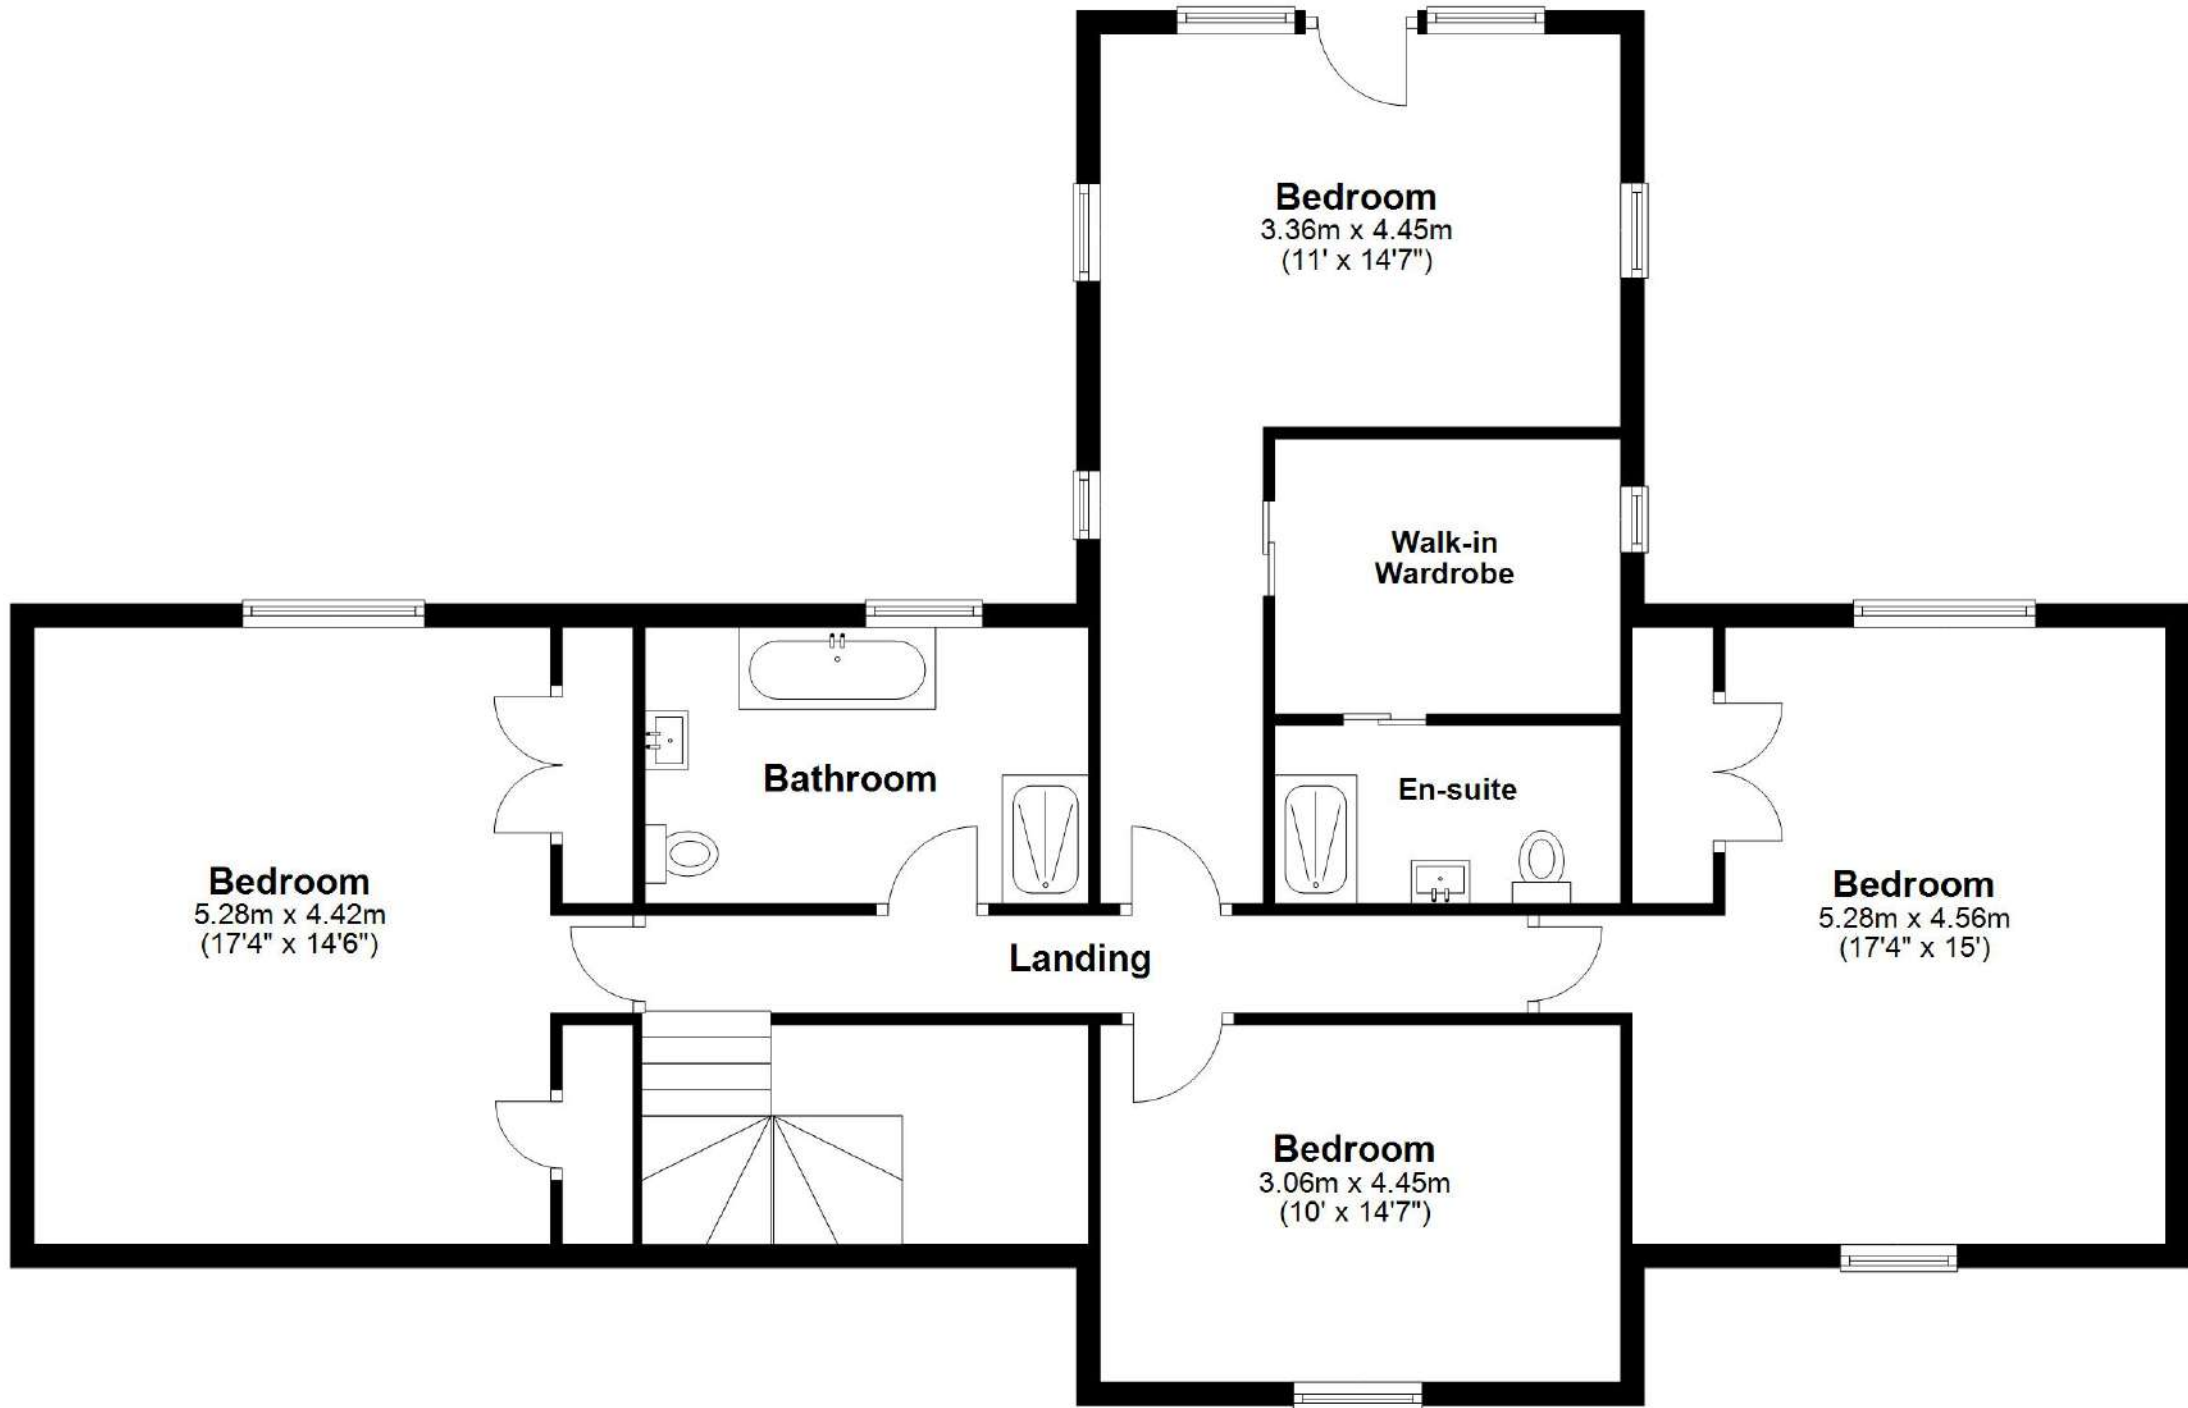 Bedroom
3.36m x 4.45m
(11' x 14'7")
Walk-in
Wardrobe
Bathroom
En-suite
Bedroom
5.28m x 4.42m
(17'4" x 14'6")
Bedroom
5.28m x 4.56m
(17'4" x 15')
Landing
Bedroom
3.06m x 4.45m
(10' x 14'7")